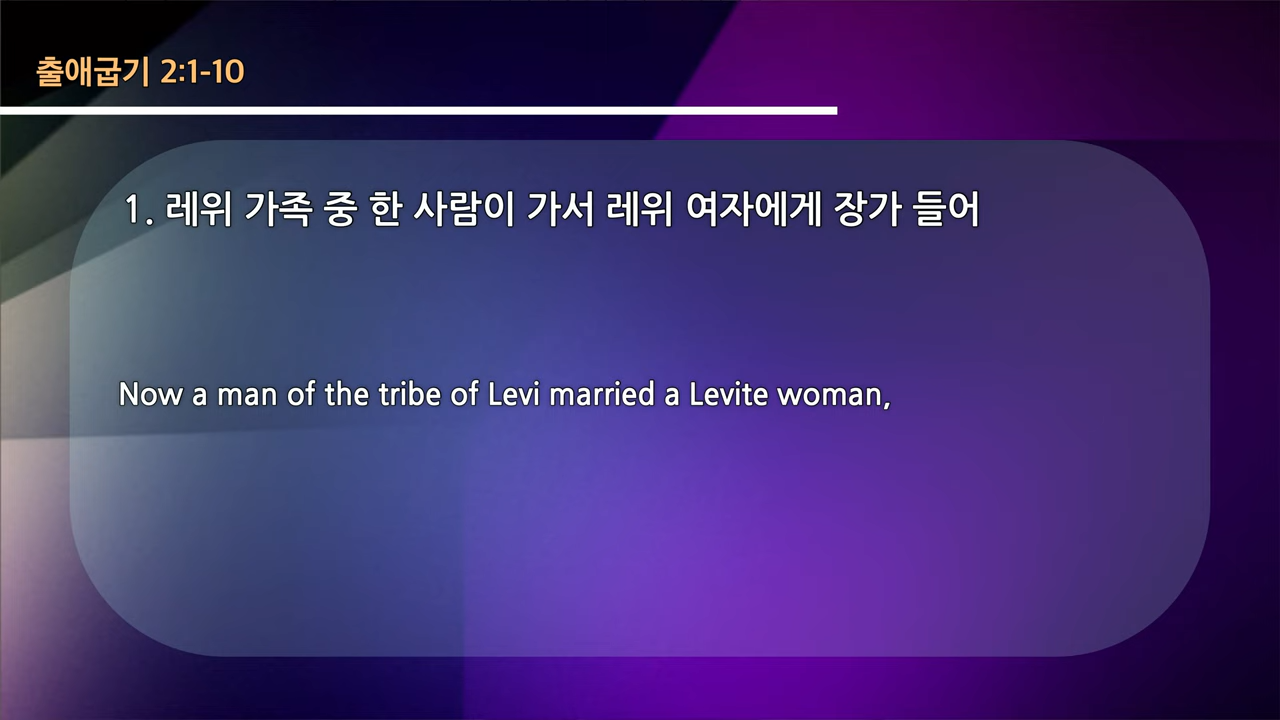 출애굽기 2:1-10
1. 레위 가족 중 한 사람이 가서 레위 여자에게 장가 들어
Now a man of the tribe of Levi married a Levite woman,